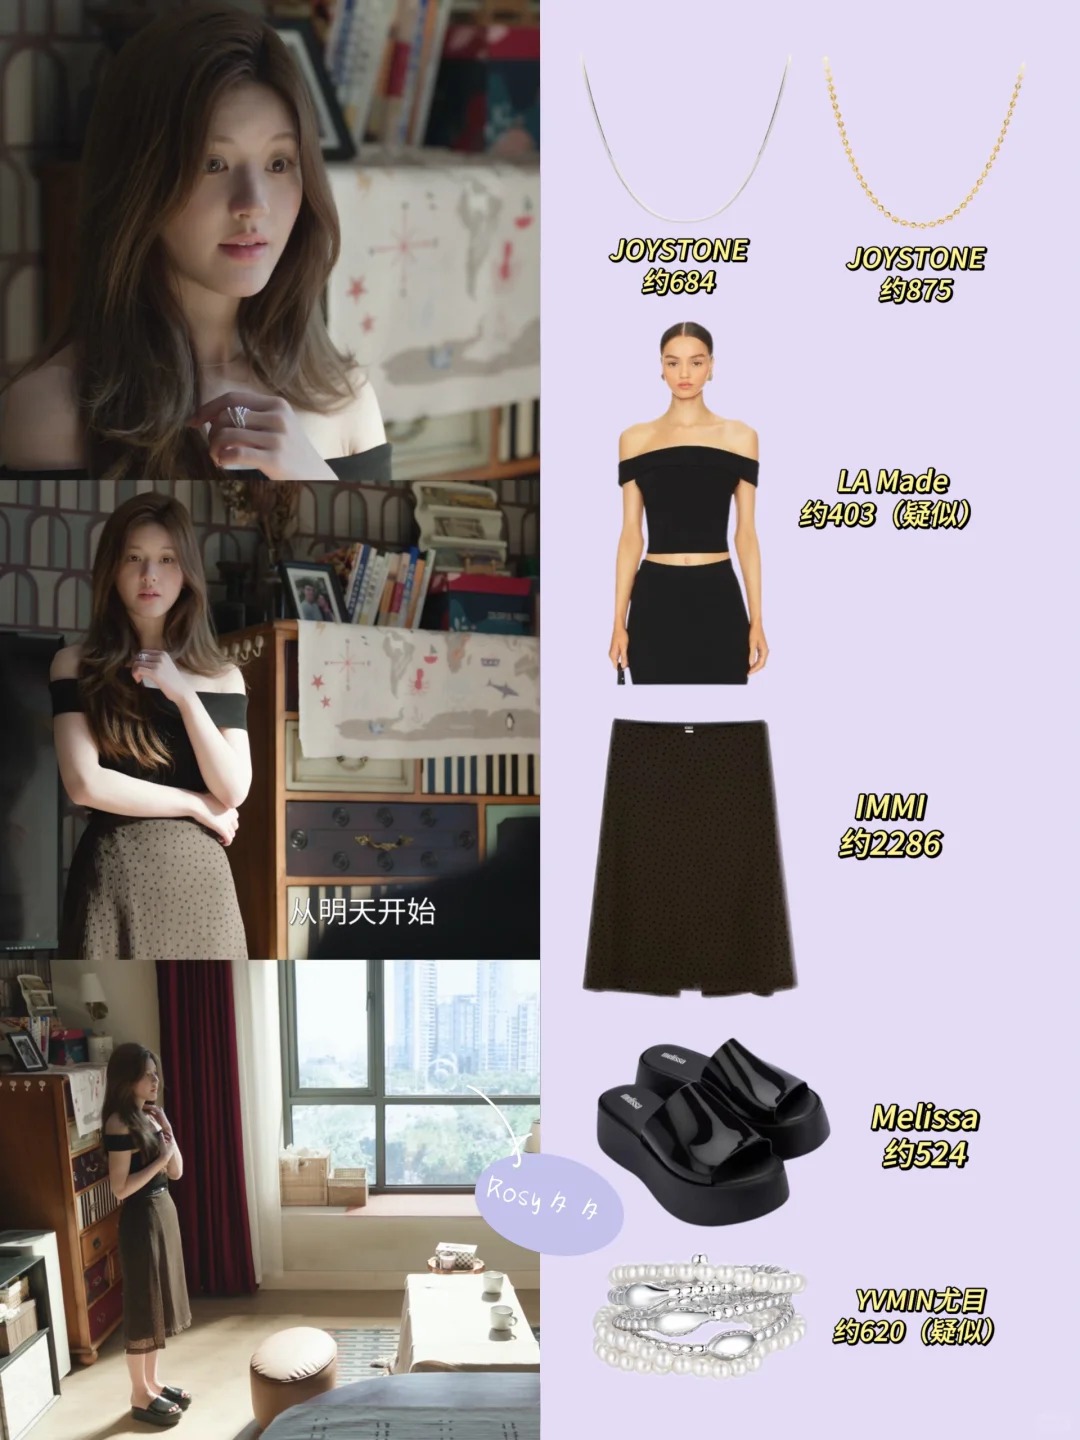 JOYSTONE
约684
JOYSTONE
约875
LA Made
约403（疑似）
IMMI
约2286
从明天开始
melissa
melissa
Melissa
约524
Rosy夕夕
YVMIN尤目
约620（疑似）